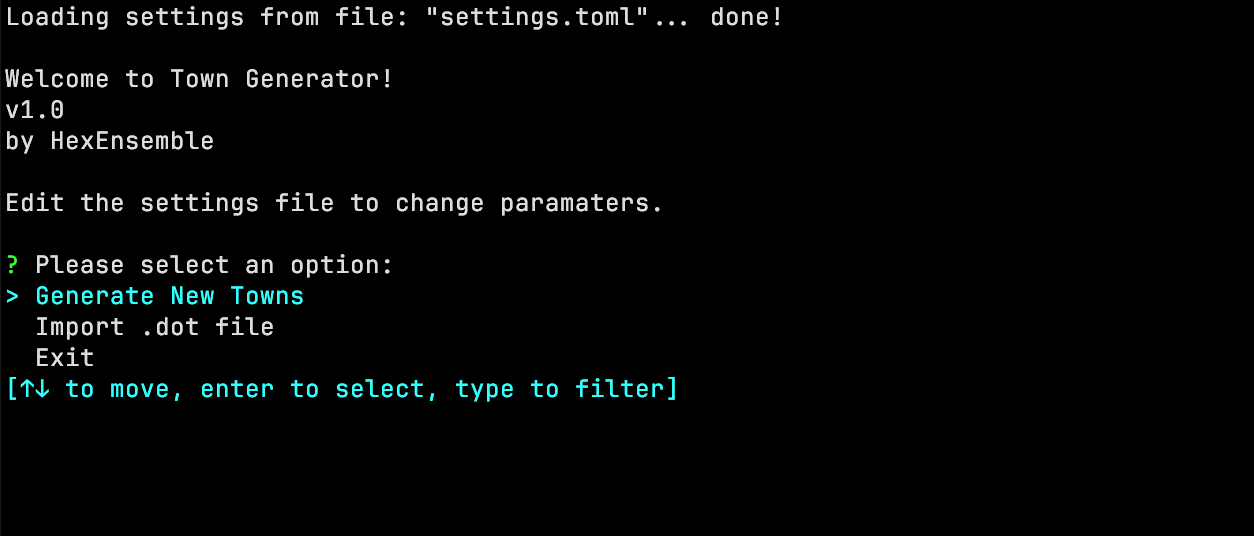 Loading settings from file: "settings.toml"... done!
Welcome to Town Generator!
v1.0
by HexEnsemble
Edit the settings file to change paramaters.
? Please select an option:
> Generate New Towns
Import .dot file
Exit
[↑↓ to move, enter to select, type to filter]